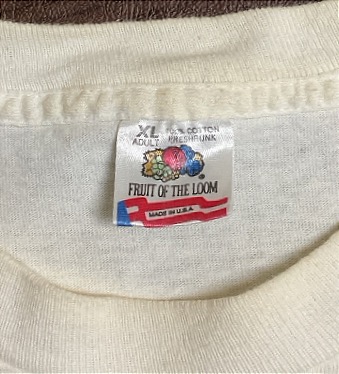 XL 100% COTTON
ADULT PRESHRUNK
FRUIT OF THE LOOM
®
MADE IN U.S.A.